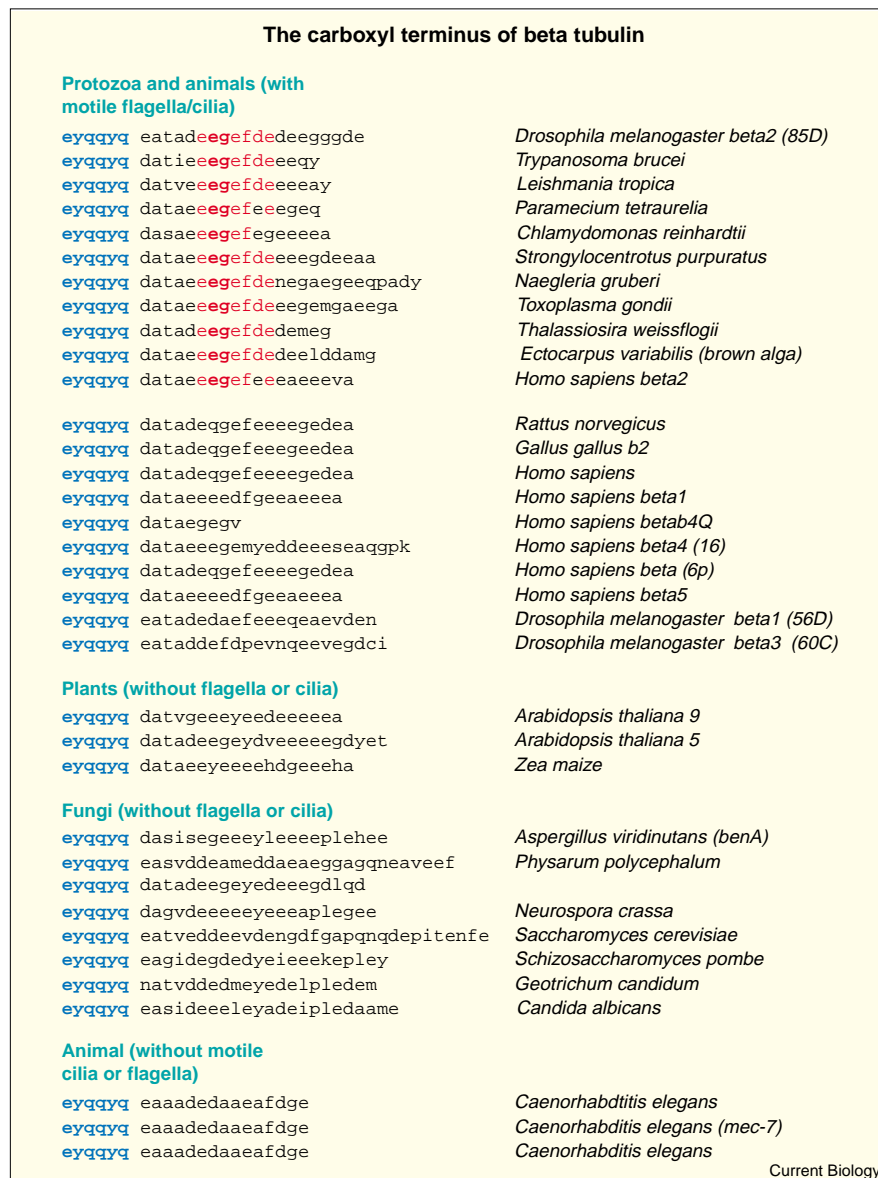 The carboxyl terminus of beta tubulin
Protozoa and animals (with
motile flagella/cilia)
eyqqyq eatadeegefdedeegggde Drosophila melanogaster beta2 (85D)
eyqqyq datieeegefdeeeqy Trypanosoma brucei
eyqqyq datveeegefdeeeeay Leishmania tropica
eyqqyq dataeeegefeeegeq Paramecium tetraurelia
eyqqyq dasaeeegefegeeeea Chlamydomonas reinhardtii
eyqqyq dataeeegefdeeeegdeeaa Strongylocentrotus purpuratus
eyqqyq dataeeegefdenegaegeeqpady Naegleria gruberi
eyqqyq dataeeegefdeeegemgaeega Toxoplasma gondii
eyqqyq datadeegefdedemeg Thalassiosira weissflogii
eyqqyq dataeeegefdedeelddamg Ectocarpus variabilis (brown alga)
eyqqyq dataeeegefeeeaeeeva Homo sapiens beta2
eyqqyq datadeqgefeeeegedea Rattus norvegicus
eyqqyq datadeqgefeeegeedea Gallus gallus b2
eyqqyq datadeqgefeeeegedea Homo sapiens
eyqqyq dataeeeedfgeeaeeea Homo sapiens beta1
eyqqyq dataegegv Homo sapiens betab4Q
eyqqyq dataeeegemyeddeeeseaqgpk Homo sapiens beta4 (16)
eyqqyq datadeqgefeeeegedea Homo sapiens beta (6p)
eyqqyq dataeeeedfgeeaeeea Homo sapiens beta5
eyqqyq eatadedaefeeeqeaevden Drosophila melanogaster beta1 (56D)
eyqqyq eataddefdpevnqeevegdci Drosophila melanogaster beta3 (60C)
Plants (without flagella or cilia)
eyqqyq datvgeeeyeedeeeeea Arabidopsis thaliana 9
eyqqyq datadeegeydveeeeegdyet Arabidopsis thaliana 5
eyqqyq dataeeyeeeehdgeeeha Zea maize
Fungi (without flagella or cilia)
eyqqyq dasisegeeeyleeeeplehee Aspergillus viridinutans (benA)
eyqqyq easvddeameddaeaeggagqneaveef Physarum polycephalum
eyqqyq datadeegeyedeeegdlqd
eyqqyq dagvdeeeeeyeeeaplegee Neurospora crassa
eyqqyq eatveddeevdengdfgapqnqdepitenfe Saccharomyces cerevisiae
eyqqyq eagidegdedyeieeekepley Schizosaccharomyces pombe
eyqqyq natvddedmeyedelpledem Geotrichum candidum
eyqqyq easideeeleyadeipledaame Candida albicans
Animal (without motile
cilia or flagella)
eyqqyq eaaadedaaeafdge Caenorhabdtitis elegans
eyqqyq eaaadedaaeafdge Caenorhabditis elegans (mec-7)
eyqqyq eaaadedaaeafdge Caenorhabditis elegans
Current Biology